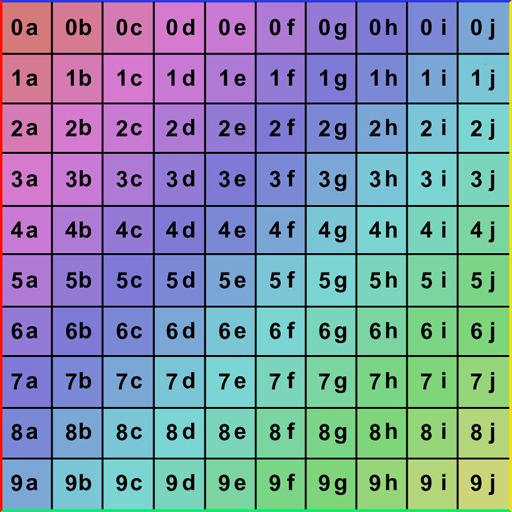 0a 0b 0c 0d 0e 0f 0g 0h 0i 0j
1a 1b 1c 1d 1e 1f 1g 1h 1i 1j
2a 2b 2c 2d 2e 2f 2g 2h 2i 2j
3a 3b 3c 3d 3e 3f 3g 3h 3i 3j
4a 4b 4c 4d 4e 4f 4g 4h 4i 4j
5a 5b 5c 5d 5e 5f 5g 5h 5i 5j
6a 6b 6c 6d 6e 6f 6g 6h 6i 6j
7a 7b 7c 7d 7e 7f 7g 7h 7i 7j
8a 8b 8c 8d 8e 8f 8g 8h 8i 8j
9a 9b 9c 9d 9e 9f 9g 9h 9i 9j